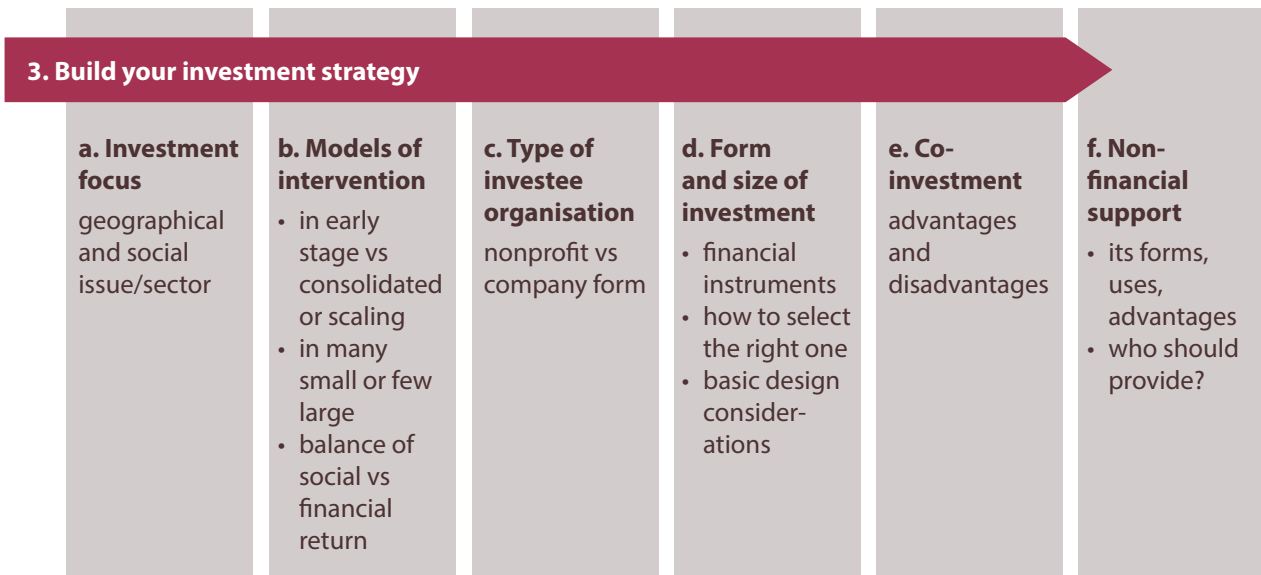 3. Build your investment strategy
a. Investment
focus
geographical
and social
issue/sector
b. Models of
intervention
• in early
stage vs
consolidated
or scaling
• in many
small or few
large
• balance of
social vs
financial
return
c. Type of
investee
organisation
nonprofit vs
company form
d. Form
and size of
investment
• financial
instruments
• how to select
the right one
• basic design
consider-
ations
e. Co-
investment
advantages
and
disadvantages
f. Non-
financial
support
• its forms,
uses,
advantages
• who should
provide?